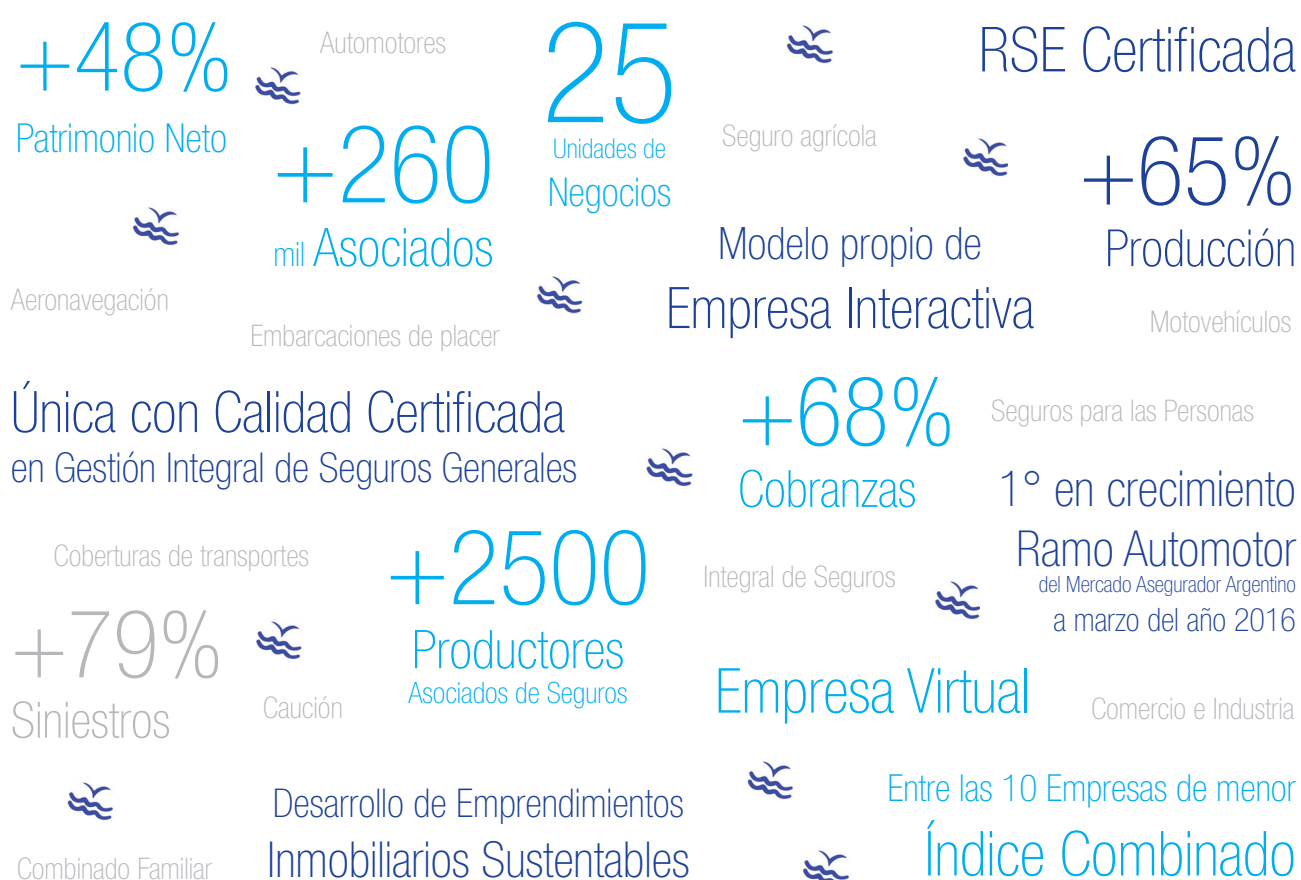 +48%
Patrimonio Neto
Automotores
+260
mil Asociados
25
Unidades de
Negocios
RSE Certificada
Seguro agrícola
+65%
Producción
Modelo propio de
Empresa Interactiva
Aeronavegación
Embarcaciones de placer
Motovehículos
Única con Calidad Certificada
en Gestión Integral de Seguros Generales
+68%
Cobranzas
Seguros para las Personas
1° en crecimiento
Ramo Automotor
del Mercado Asegurador Argentino
a marzo del año 2016
Coberturas de transportes
+2500
Productores
Asociados de Seguros
Integral de Seguros
+79%
Siniestros
Caución
Empresa Virtual
Comercio e Industria
Desarrollo de Emprendimientos
Inmobiliarios Sustentables
Entre las 10 Empresas de menor
Índice Combinado
Combinado Familiar